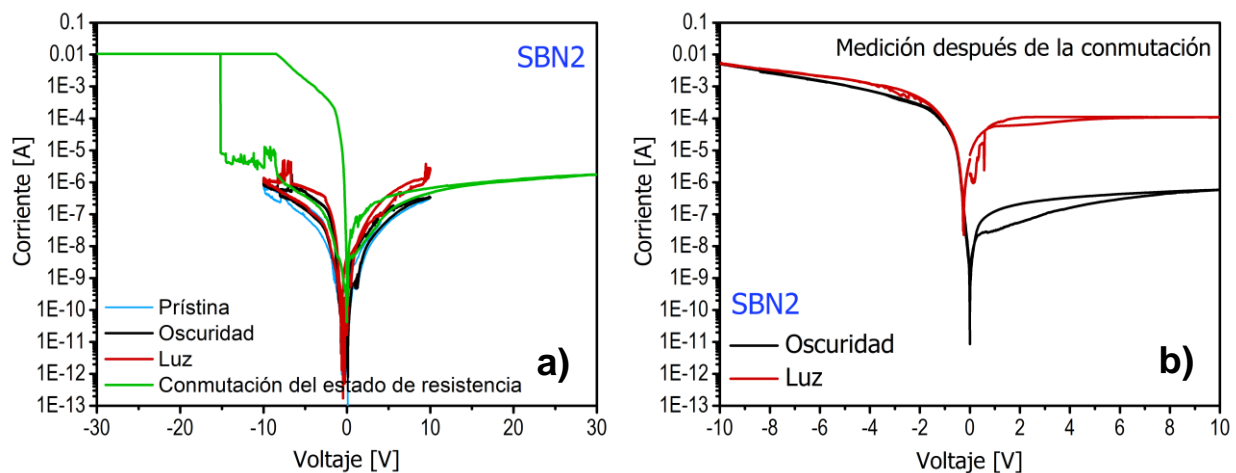 0.1
0.01
1E-3
1E-4
1E-5
1E-6
1E-7
1E-8
1E-9
1E-10
1E-11
1E-12
1E-13
Corriente [A]
SBN2
Prístina
Oscuridad
Luz
Conmutación del estado de resistencia
a)
-30 -20 -10 0 10 20 30
Voltaje [V]
0.1
0.01
1E-3
1E-4
1E-5
1E-6
1E-7
1E-8
1E-9
1E-10
1E-11
1E-12
1E-13
Corriente [A]
Medición después de la conmutación
SBN2
Oscuridad
Luz
b)
-10 -8 -6 -4 -2 0 2 4 6 8 10
Voltaje [V]